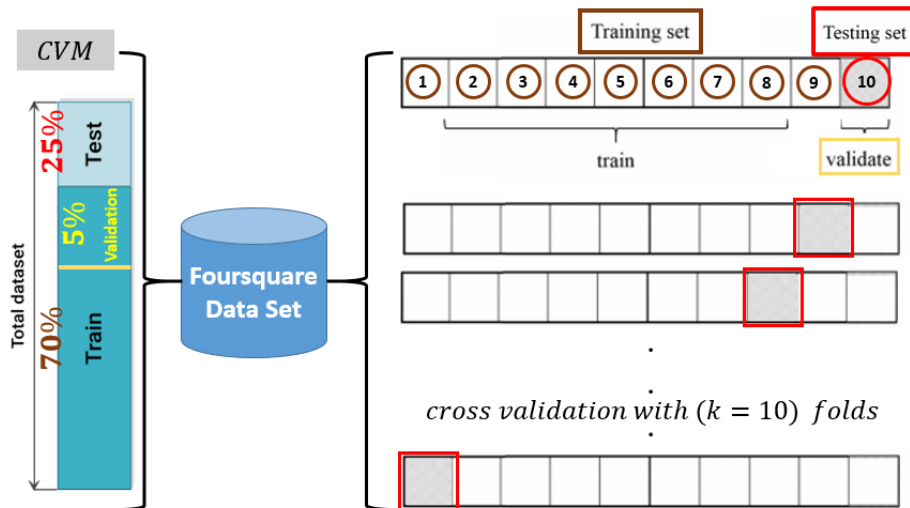 CVM
Total dataset
25%
Test
5%
Validation
70%
Train
Foursquare
Data Set
Training set
Testing set
1 2 3 4 5 6 7 8 9 10
train
validate
cross validation with (k = 10) folds